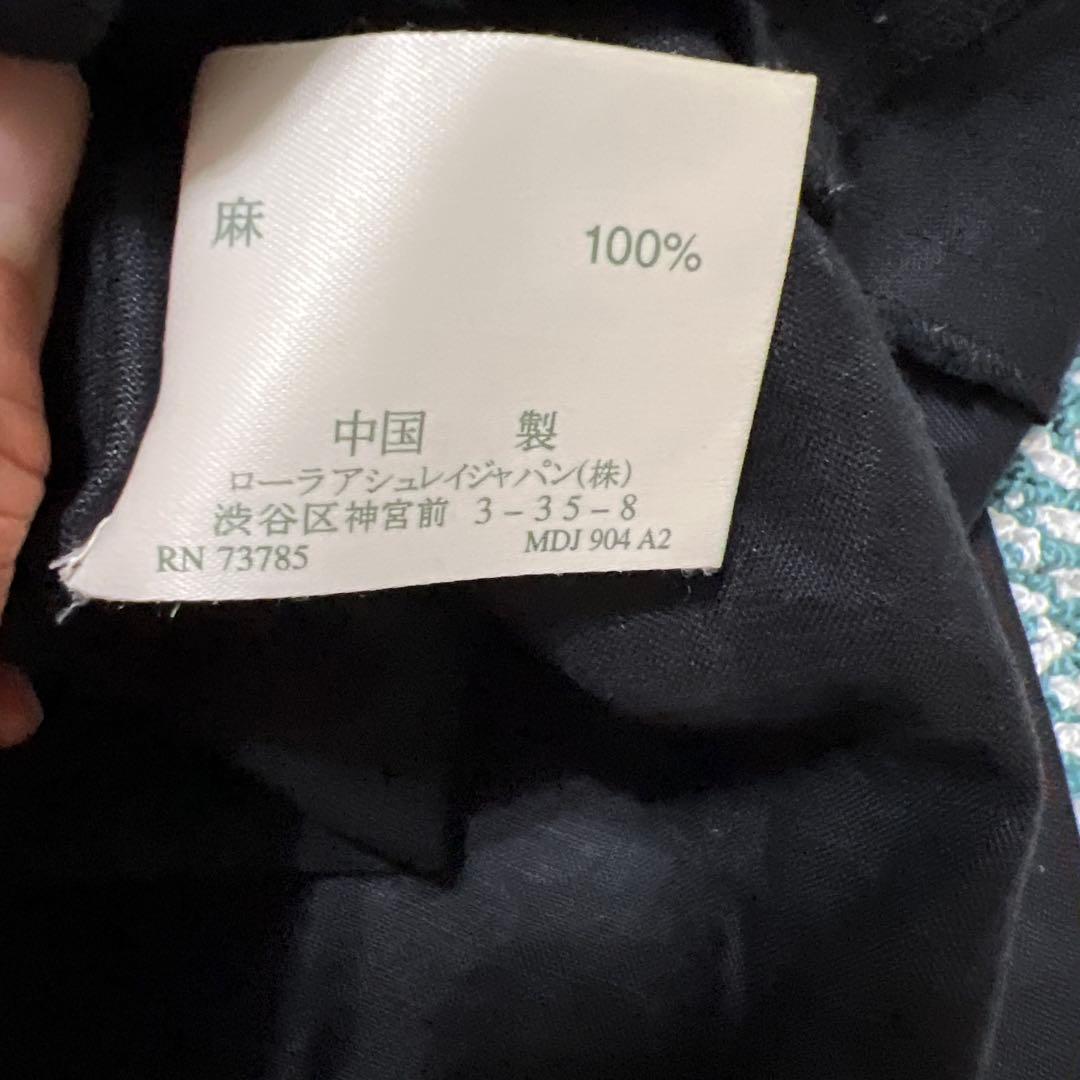 麻 100%
中国 製
ローラアシュレイジャパン(株)
渋谷区神宮前 3-35-8
RN 73785 MDJ 904 A2